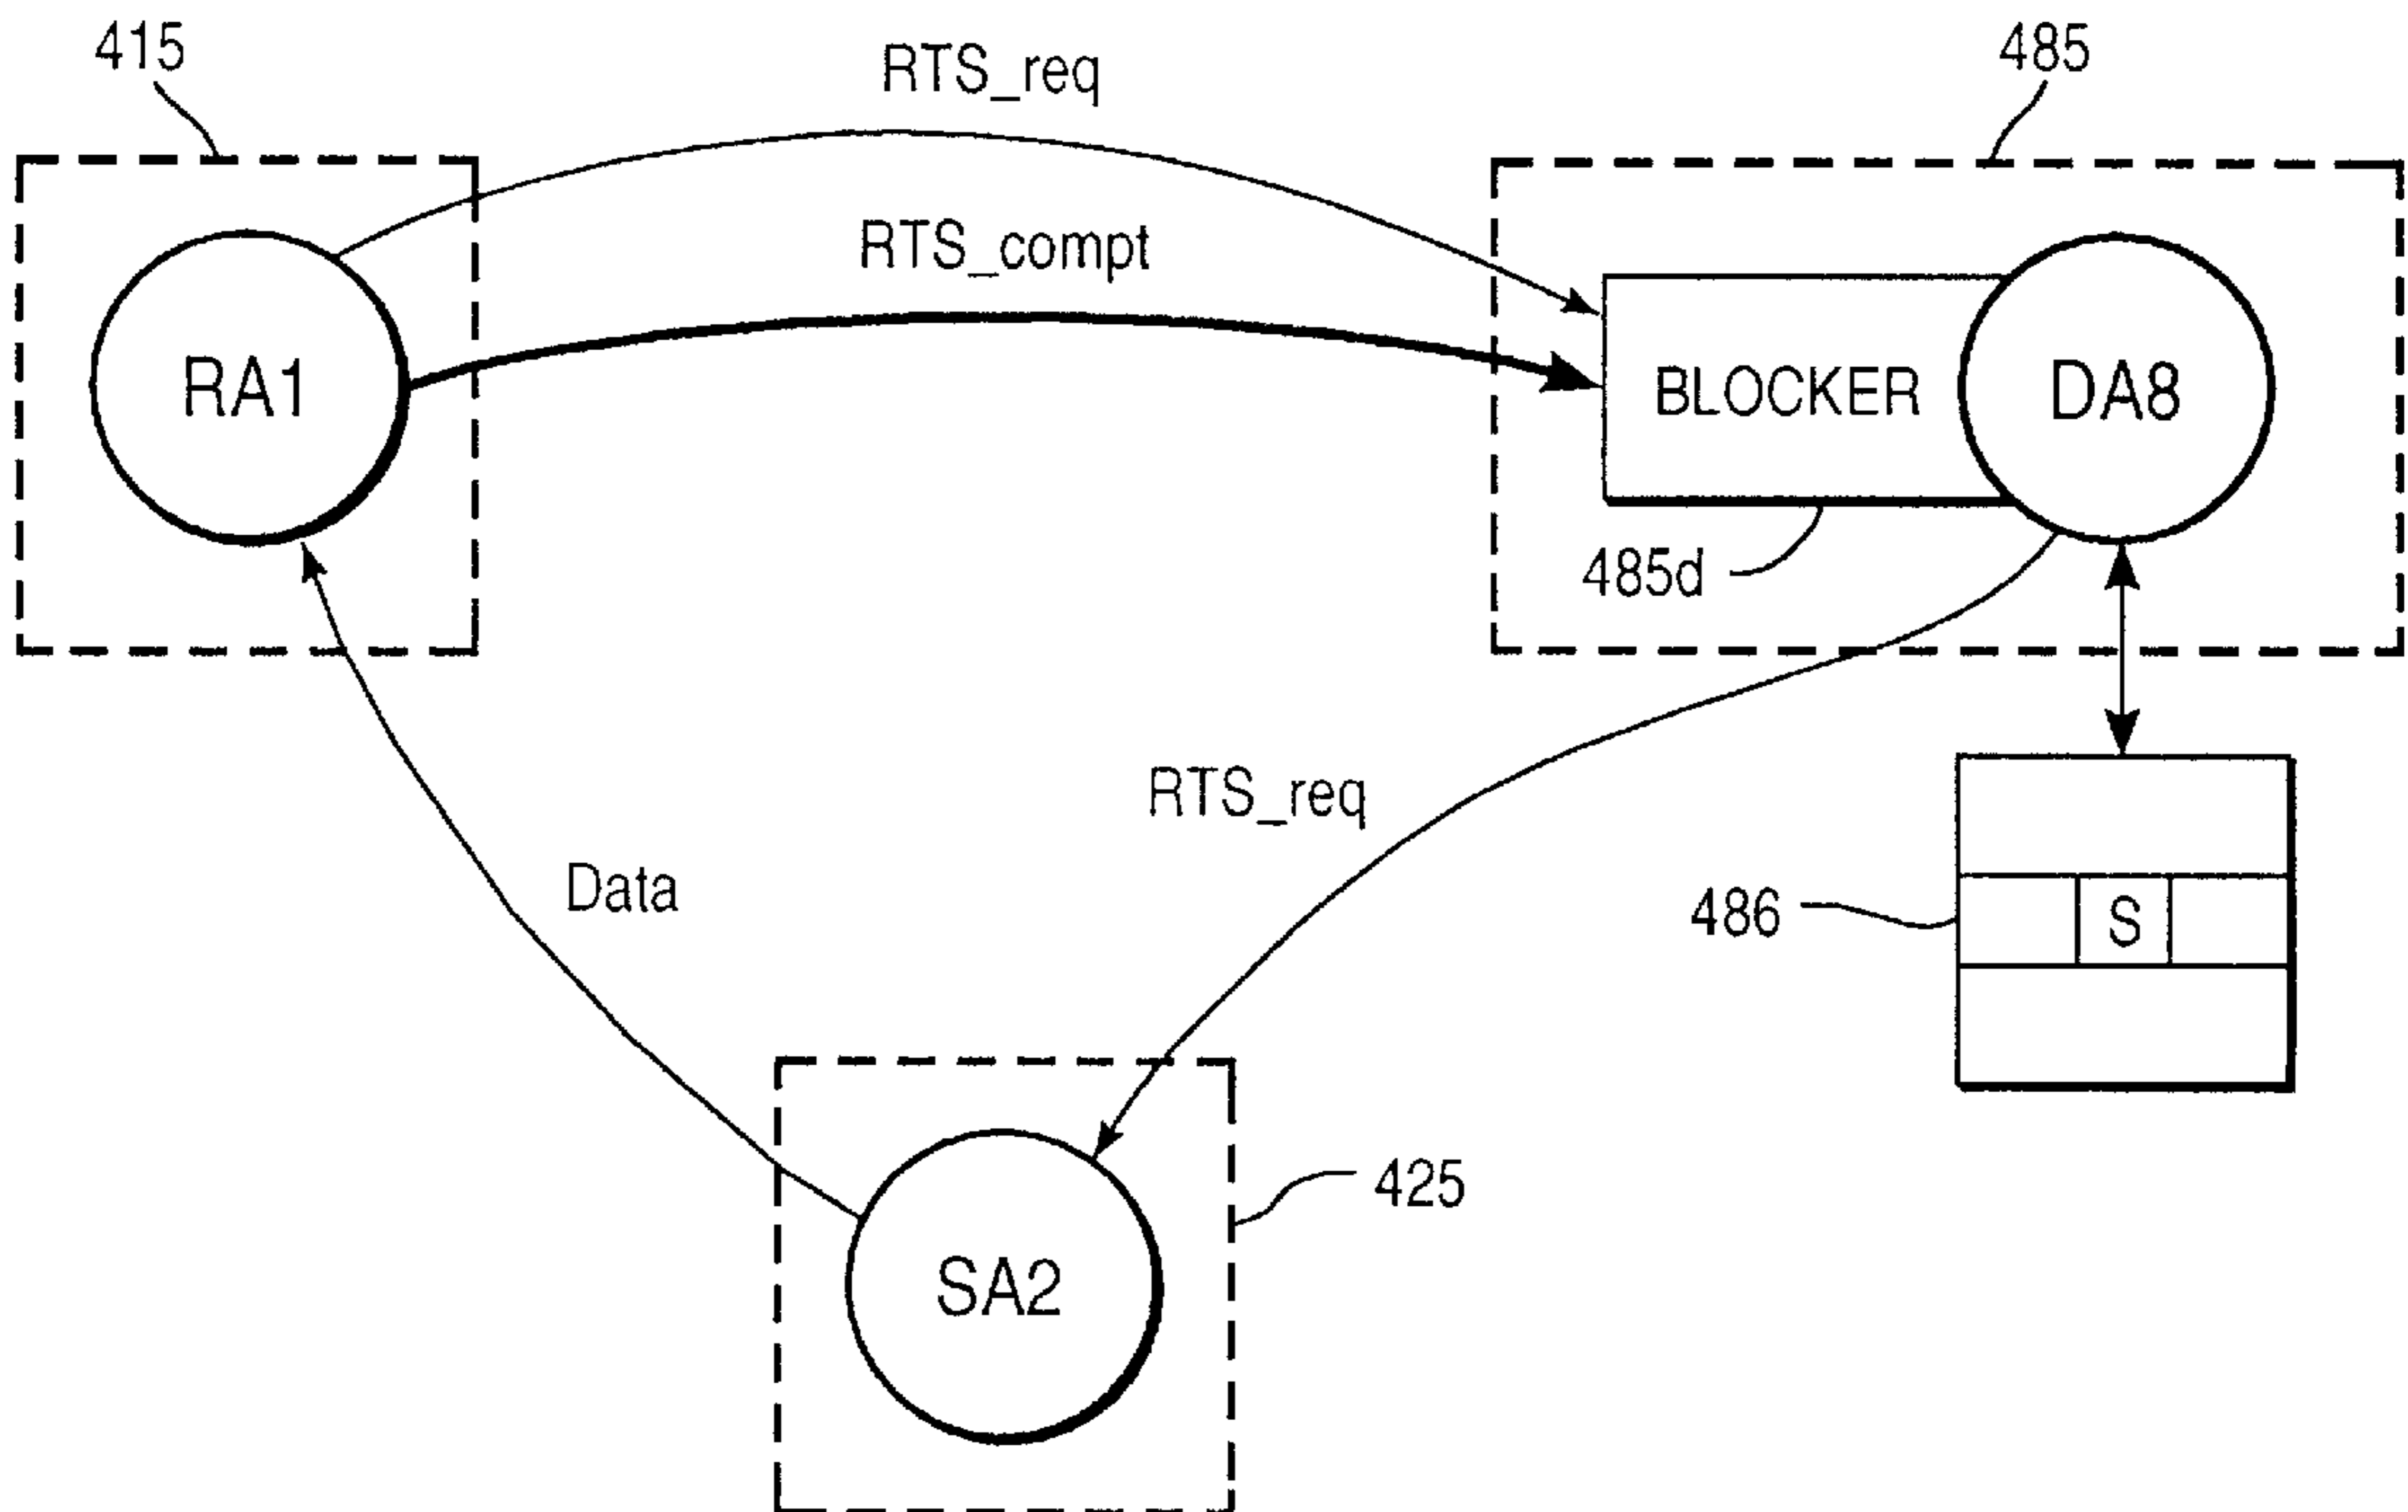 415
RTS_req
485
RTS_compt
RA1
BLOCKER
DA8
485d
RTS_req
Data
486
S
425
SA2